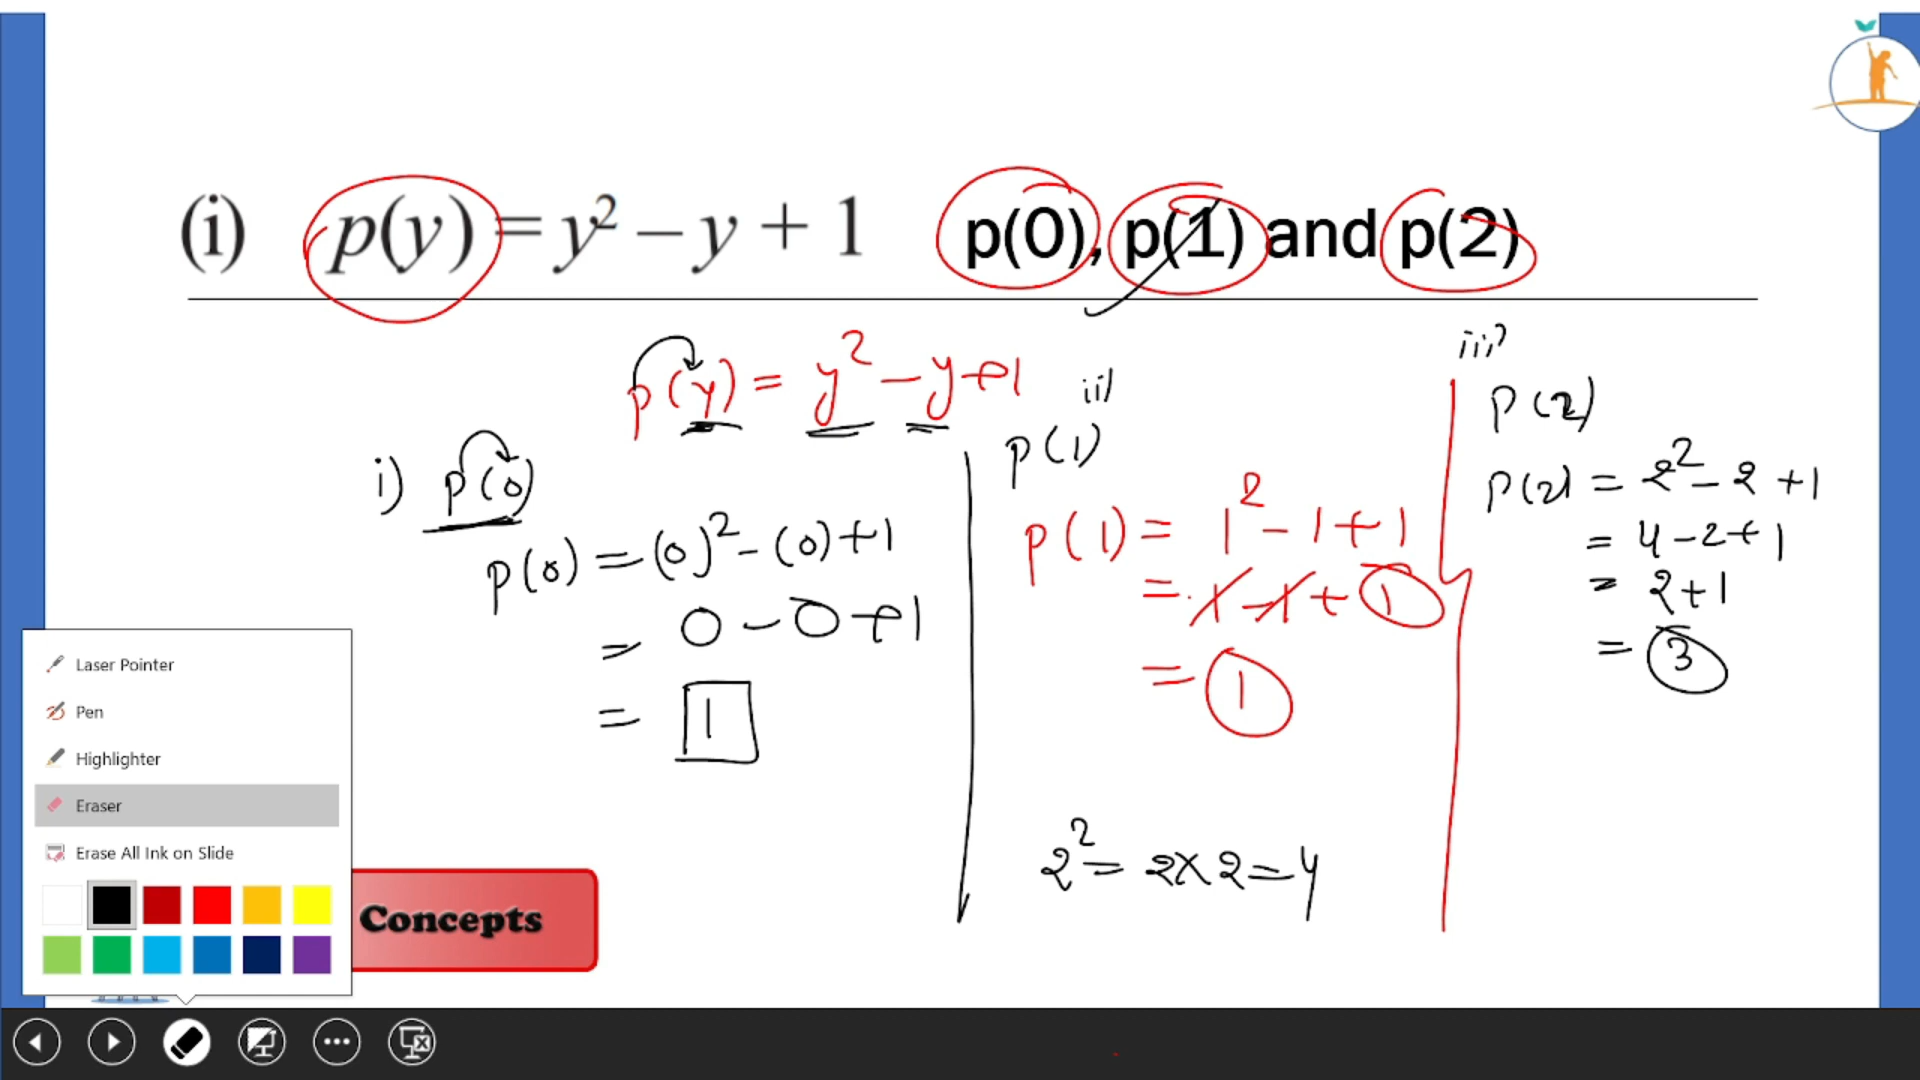 (i) p(y) = y² – y + 1 p(0), p(1) and p(2)
p(y) = y² – y + 1
i) p(0)
p(0) = (0)² - (0) + 1
= 0 – 0 + 1
= 1
ii)
p(1)
p(1) = 1² - 1 + 1
= 1 - 1 + 1
= 1
2² = 2 × 2 = 4
iii)
p(2)
p(2) = 2² - 2 + 1
= 4 - 2 + 1
= 2 + 1
= 3
Laser Pointer
Pen
Highlighter
Eraser
Erase All Ink on Slide
Concepts